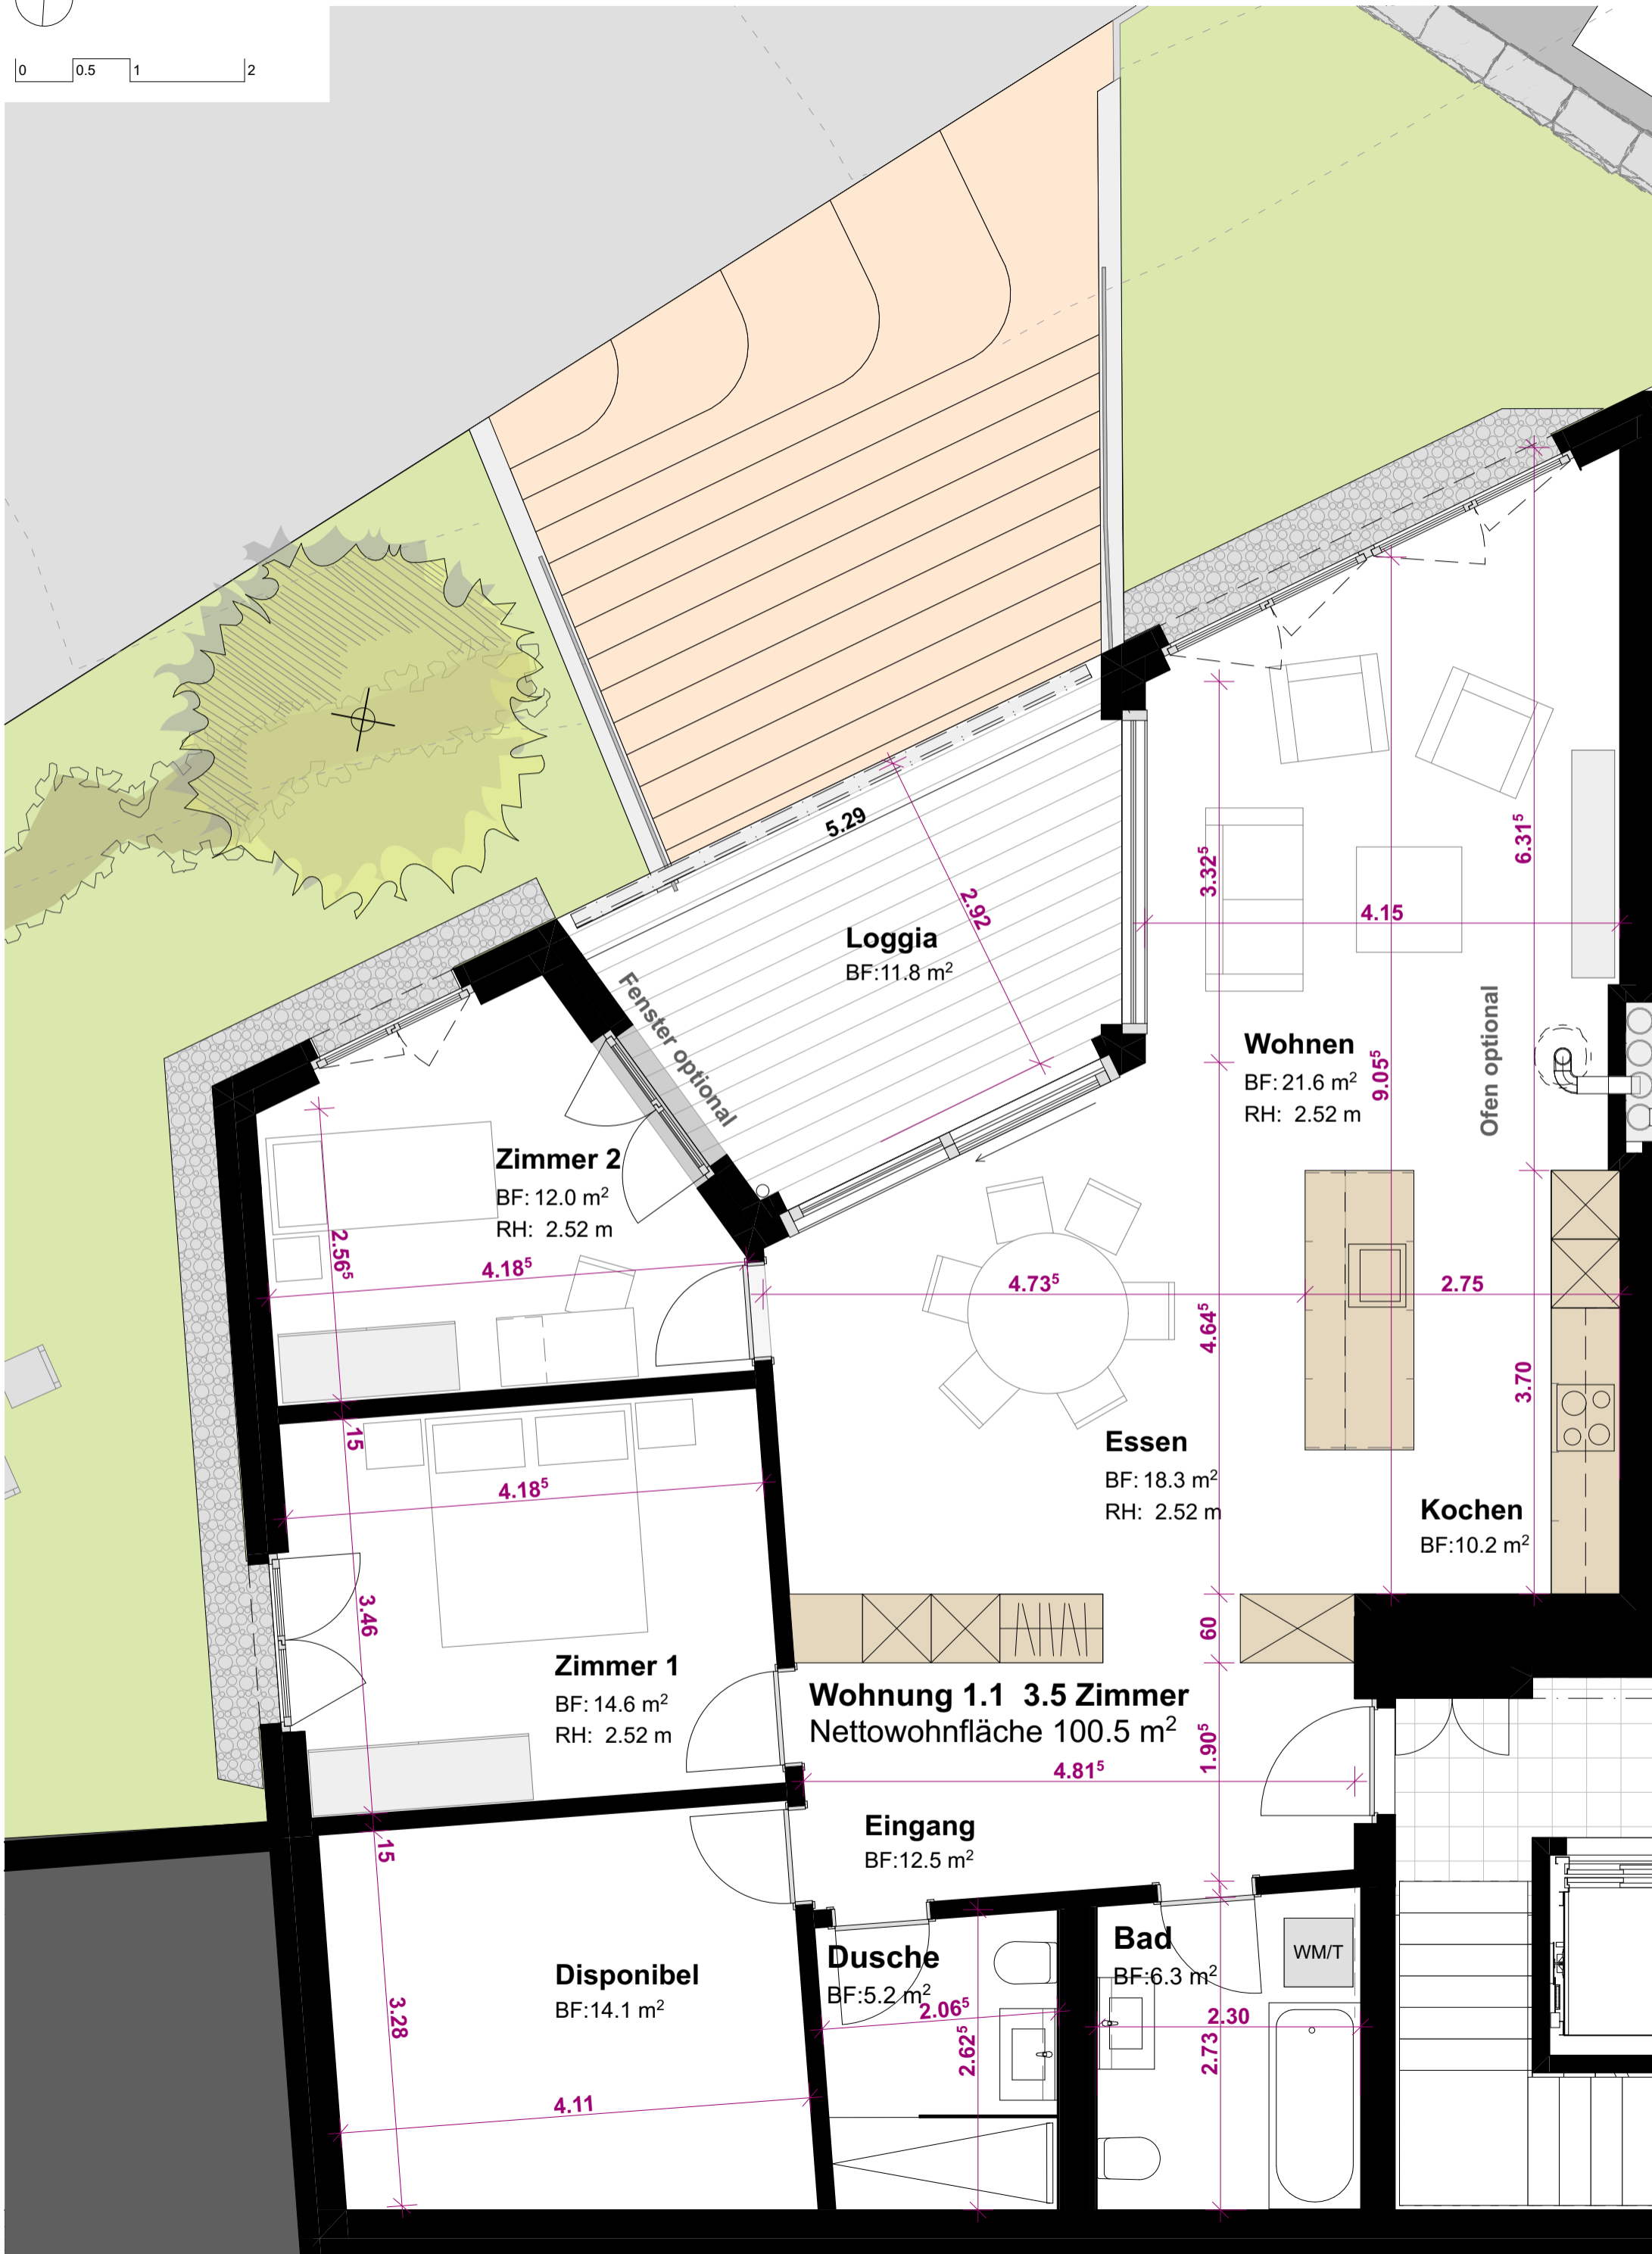 0 0.5 1 2
5.29
2.92
Loggia
BF:11.8 m²
3.32⁵
6.31⁵
4.15
Fenster optional
Wohnen
BF: 21.6 m²
RH: 2.52 m
9.05⁵
Ofen optional
Zimmer 2
BF: 12.0 m²
RH: 2.52 m
2.56⁵
4.18⁵
4.73⁵
2.75
4.64⁵
3.70
15
4.18⁵
Essen
BF: 18.3 m²
RH: 2.52 m
Kochen
BF:10.2 m²
3.46
60
Zimmer 1
BF: 14.6 m²
RH: 2.52 m
Wohnung 1.1 3.5 Zimmer
Nettowohnfläche 100.5 m²
1.90⁵
4.81⁵
15
Eingang
BF:12.5 m²
Disponibel
BF:14.1 m²
3.28
4.11
Dusche
BF:5.2 m²
2.06⁵
2.62⁵
Bad
BF:6.3 m²
WM/T
2.30
2.73